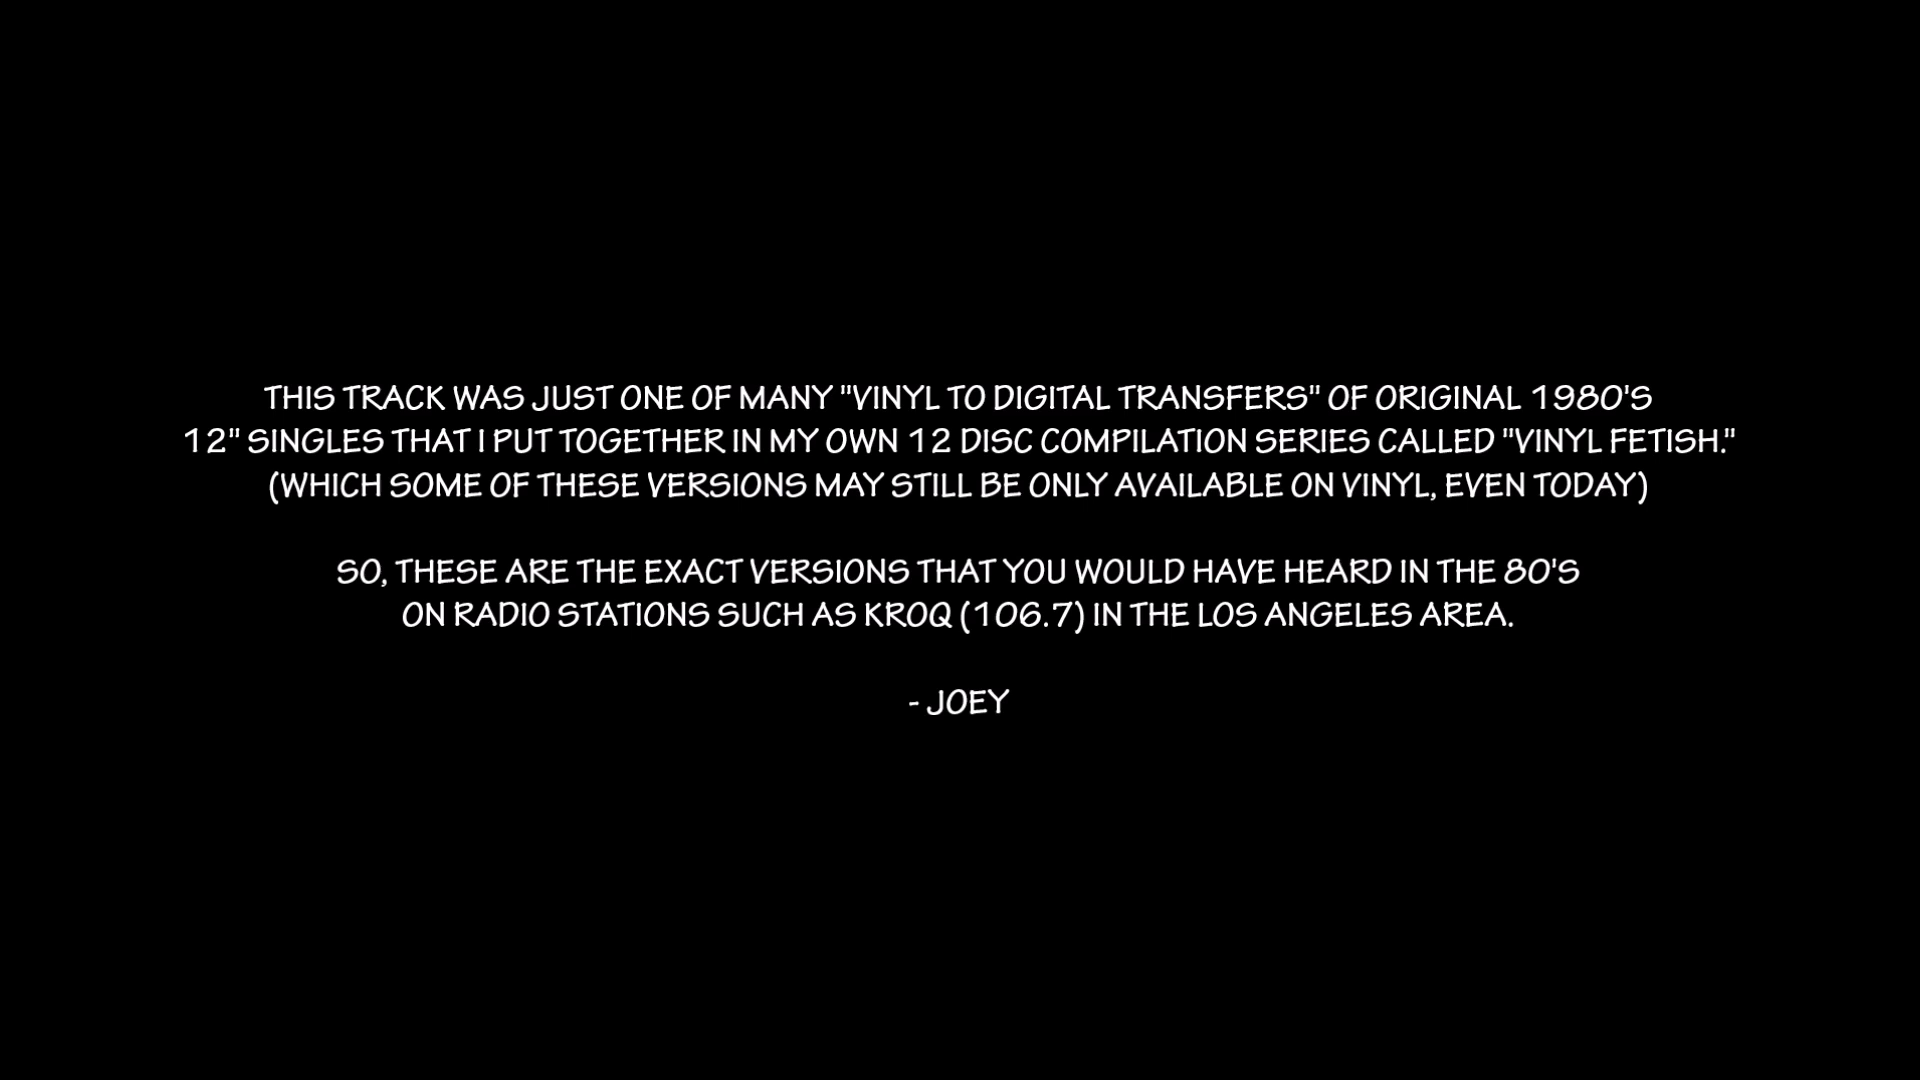 THIS TRACK WAS JUST ONE OF MANY "VINYL TO DIGITAL TRANSFERS" OF ORIGINAL 1980'S
12" SINGLES THAT I PUT TOGETHER IN MY OWN 12 DISC COMPILATION SERIES CALLED "VINYL FETISH."
(WHICH SOME OF THESE VERSIONS MAY STILL BE ONLY AVAILABLE ON VINYL, EVEN TODAY)
SO, THESE ARE THE EXACT VERSIONS THAT YOU WOULD HAVE HEARD IN THE 80'S
ON RADIO STATIONS SUCH AS KROQ (106.7) IN THE LOS ANGELES AREA.
- JOEY